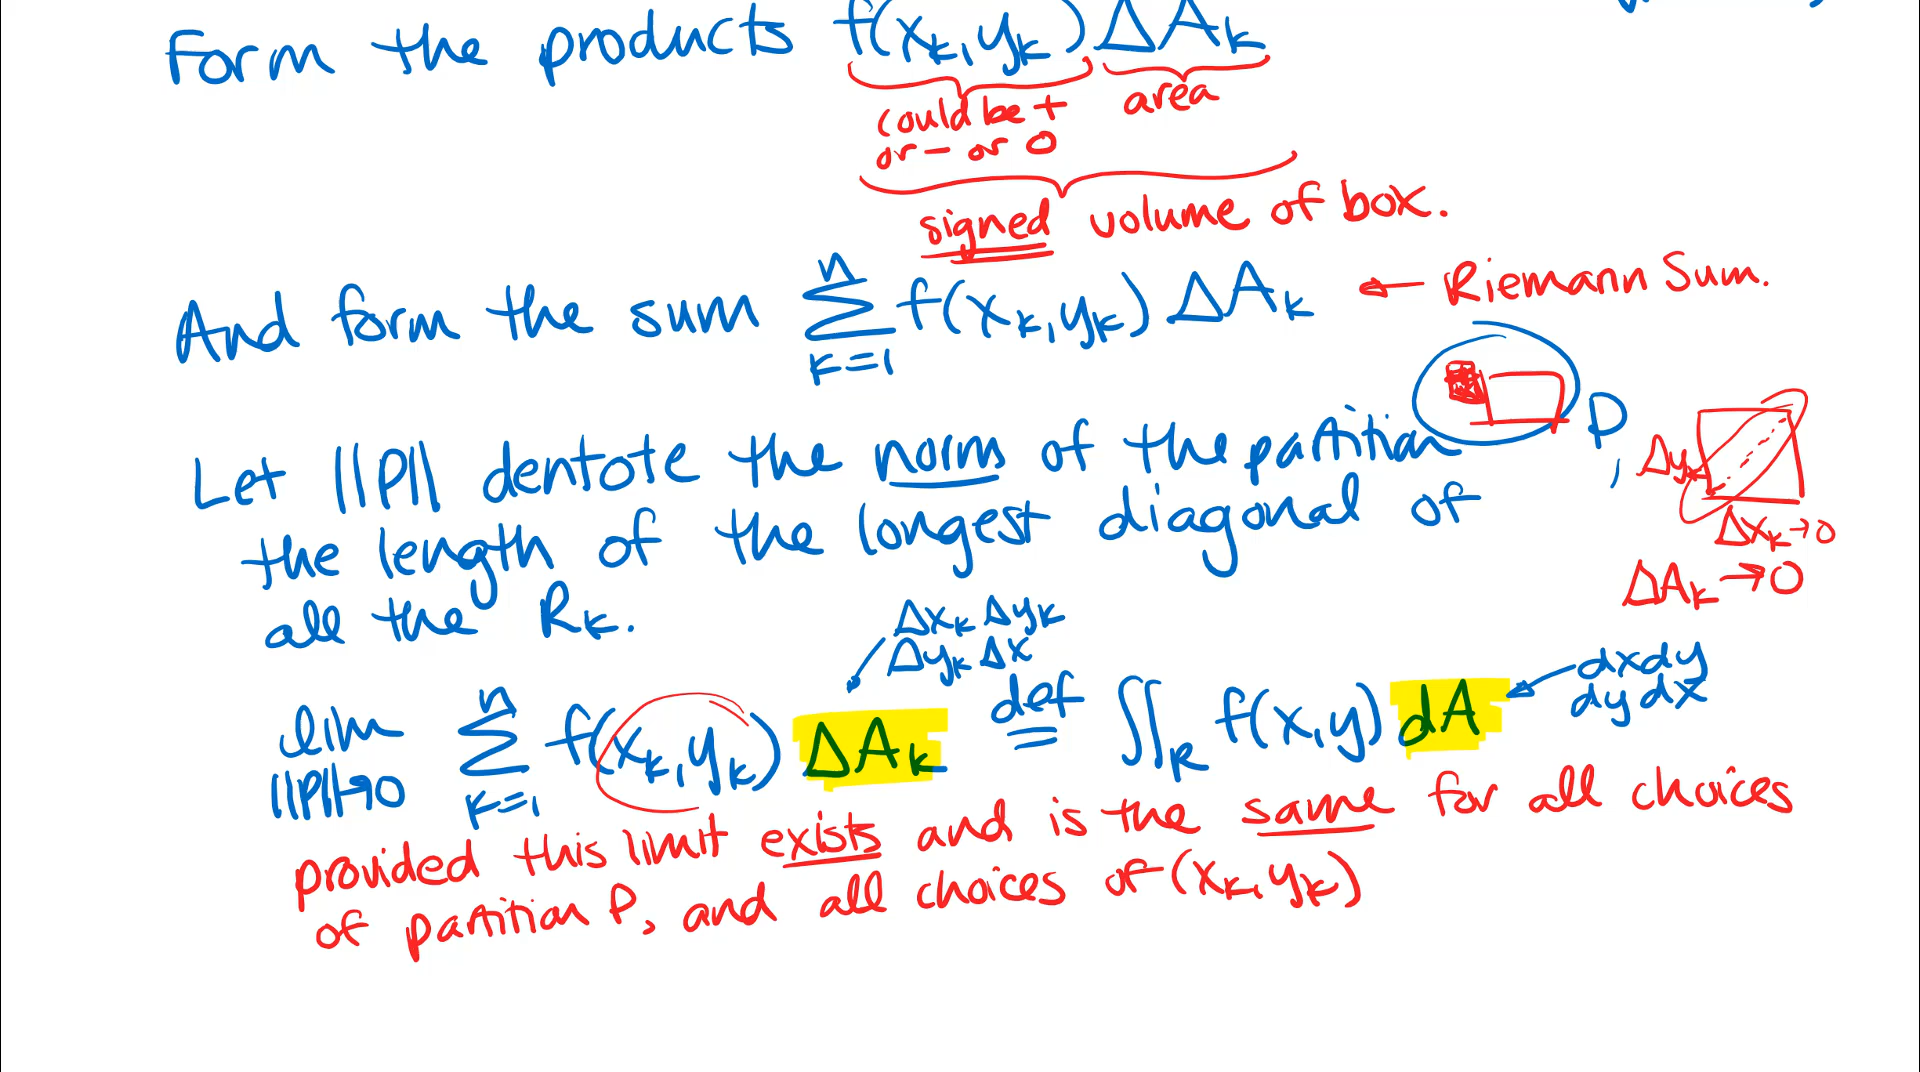 Form the products f(xₖ,yₖ) ΔAₖ
could be + or - or 0
area
signed volume of box.
And form the sum Σ_{k=1}^{n} f(xₖ,yₖ) ΔAₖ ← Riemann Sum.
Let ||P|| dentote the norm of the partition P,
the length of the longest diagonal of
all the Rₖ.
Δyₖ
Δxₖ→0
ΔAₖ→0
Δxₖ Δyₖ
Δyₖ Δx
lim_{||P||→0} Σ_{k=1}^{n} f(xₖ,yₖ) ΔAₖ def= ∬_R f(x,y) dA
dxdy
dydx
provided this limit exists and is the same for all choices
of partition P, and all choices of (xₖ,yₖ)